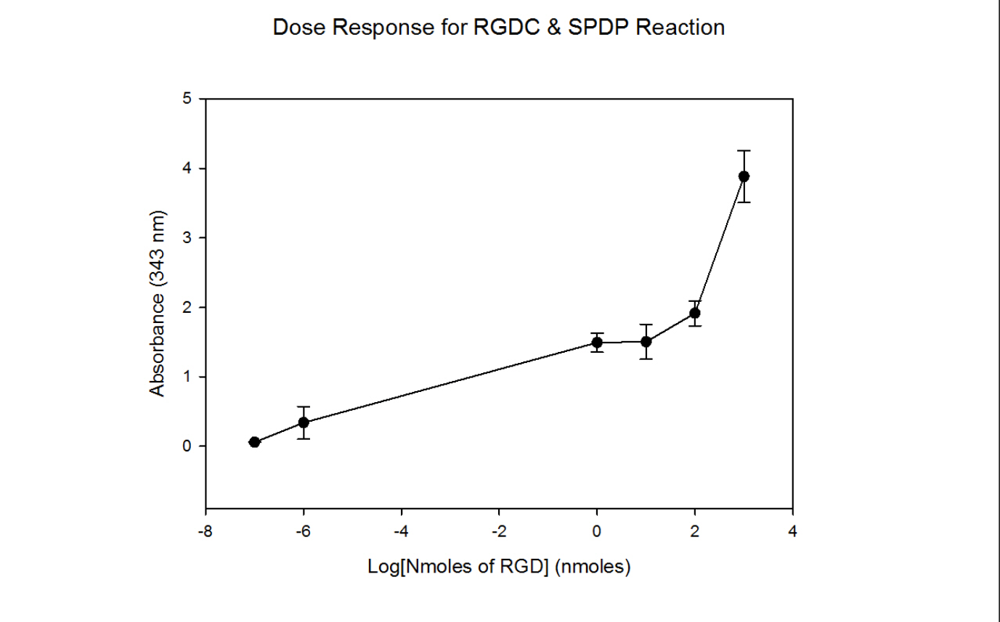 Dose Response for RGDC & SPDP Reaction
5
4
3
2
1
0
Absorbance (343 nm)
-8 -6 -4 -2 0 2 4
Log[Nmoles of RGD] (nmoles)